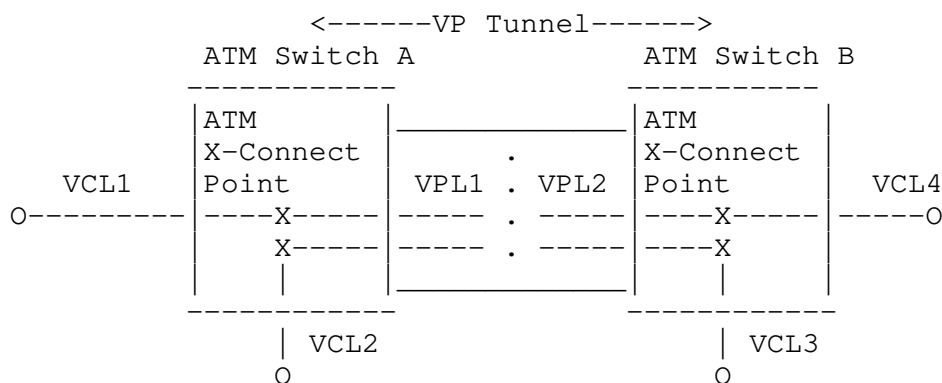 <------VP Tunnel------>
ATM Switch A ATM Switch B
ATM ATM
X-Connect . X-Connect
VCL1 Point VPL1 . VPL2 Point VCL4
O---------|----X-----|----- . -----|----X-----|-----O
X-----|----- . -----|----X
VCL2 VCL3
O O